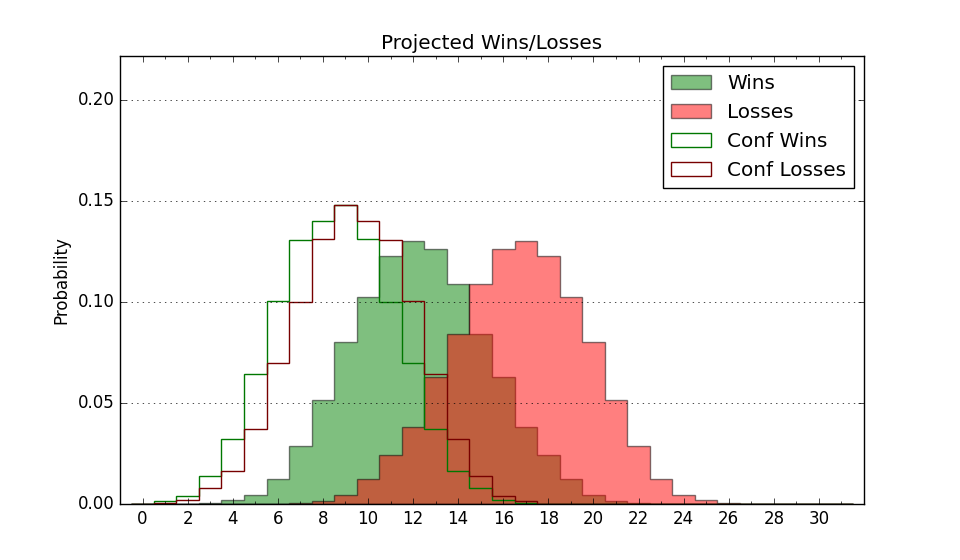 Projected Wins/Losses
Wins
Losses
Conf Wins
Conf Losses
Probability
0.20
0.15
0.10
0.05
0.00
0 2 4 6 8 10 12 14 16 18 20 22 24 26 28 30